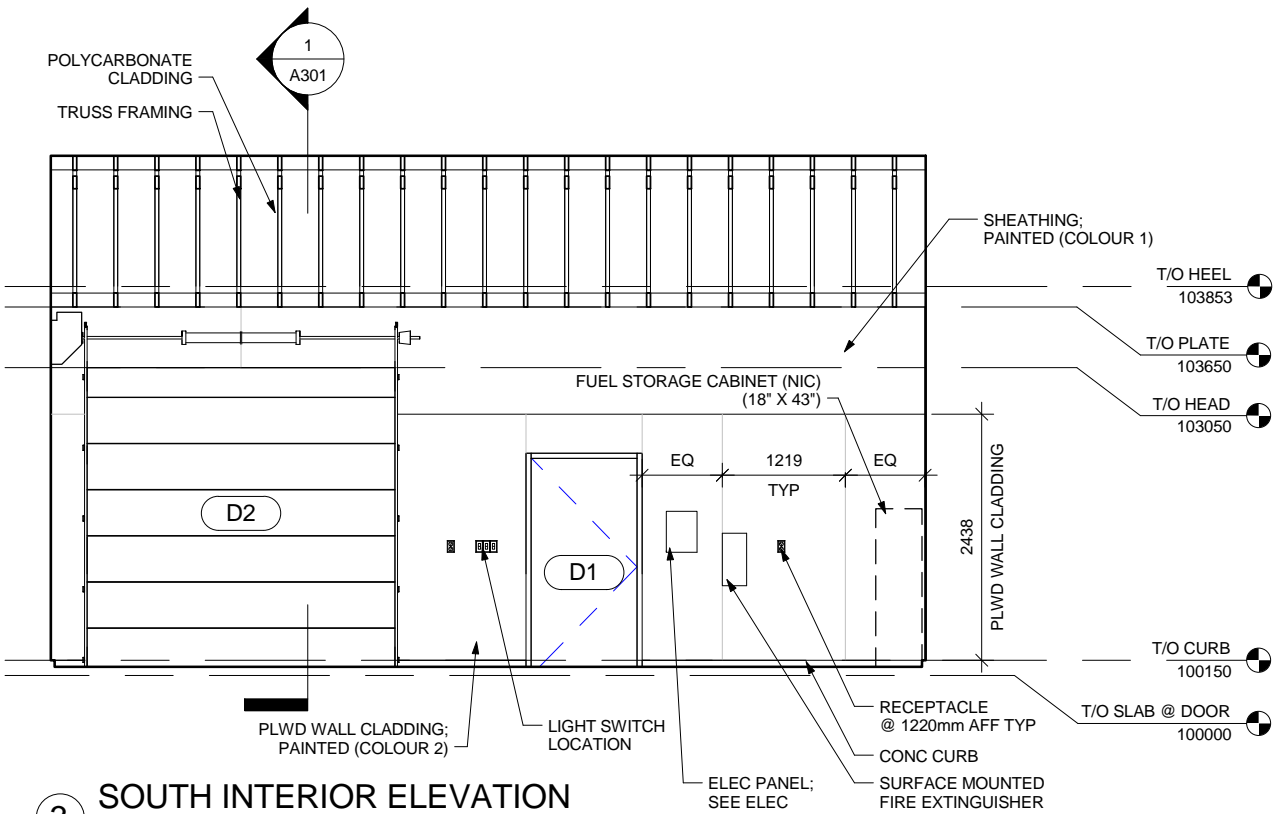 1
A301
POLYCARBONATE
CLADDING
TRUSS FRAMING
SHEATHING;
PAINTED (COLOUR 1)
T/O HEEL
103853
T/O PLATE
103650
T/O HEAD
103050
FUEL STORAGE CABINET (NIC)
(18" X 43")
EQ
1219
TYP
EQ
2438
PLWD WALL CLADDING
D2
D1
T/O CURB
100150
T/O SLAB @ DOOR
100000
RECEPTACLE
@ 1220mm AFF TYP
CONC CURB
SURFACE MOUNTED
FIRE EXTINGUISHER
ELEC PANEL;
SEE ELEC
LIGHT SWITCH
LOCATION
PLWD WALL CLADDING;
PAINTED (COLOUR 2)
SOUTH INTERIOR ELEVATION